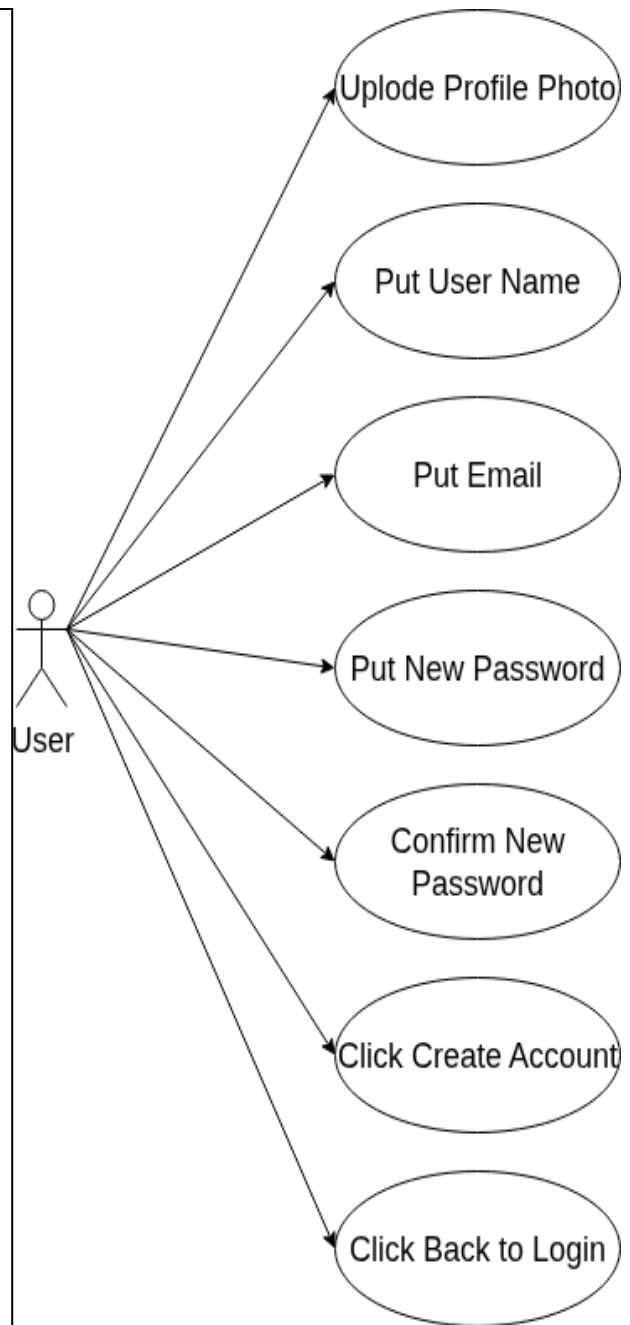 Uplode Profile Photo
Put User Name
Put Email
Put New Password
User
Confirm New
Password
Click Create Account
Click Back to Login